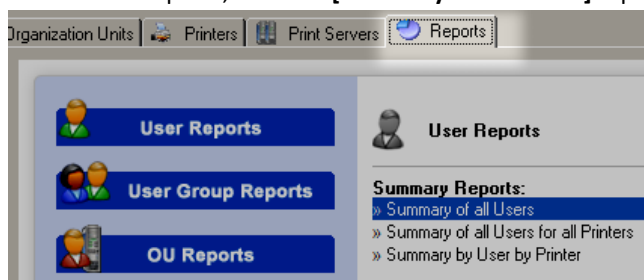 Organization Units Printers Print Servers Reports
User Reports
User Group Reports
OU Reports
User Reports
Summary Reports:
» Summary of all Users
» Summary of all Users for all Printers
» Summary by User by Printer